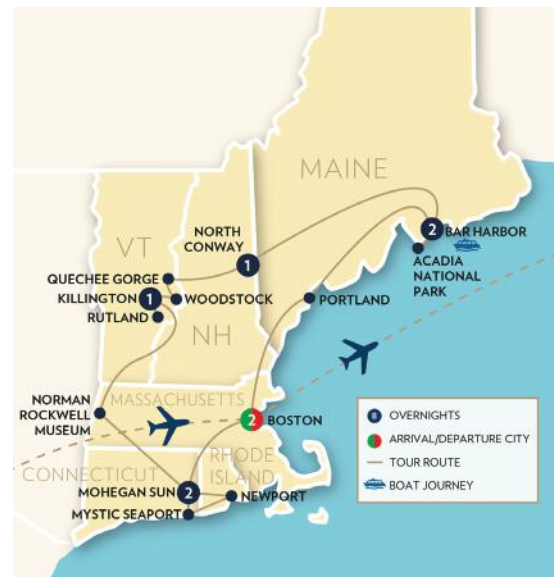 MAINE
NORTH
CONWAY
1
2
BAR HARBOR
ACADIA
NATIONAL
PARK
VT
QUECHEE GORGE
KILLINGTON
1
WOODSTOCK
RUTLAND
PORTLAND
NH
NORMAN
ROCKWELL
MUSEUM
MASSACHUSETTS
2
BOSTON
CONNECTICUT
RHODE
ISLAND
MOHEGAN SUN
2
NEWPORT
MYSTIC SEAPORT
8 OVERNIGHTS
ARRIVAL/DEPARTURE CITY
TOUR ROUTE
BOAT JOURNEY